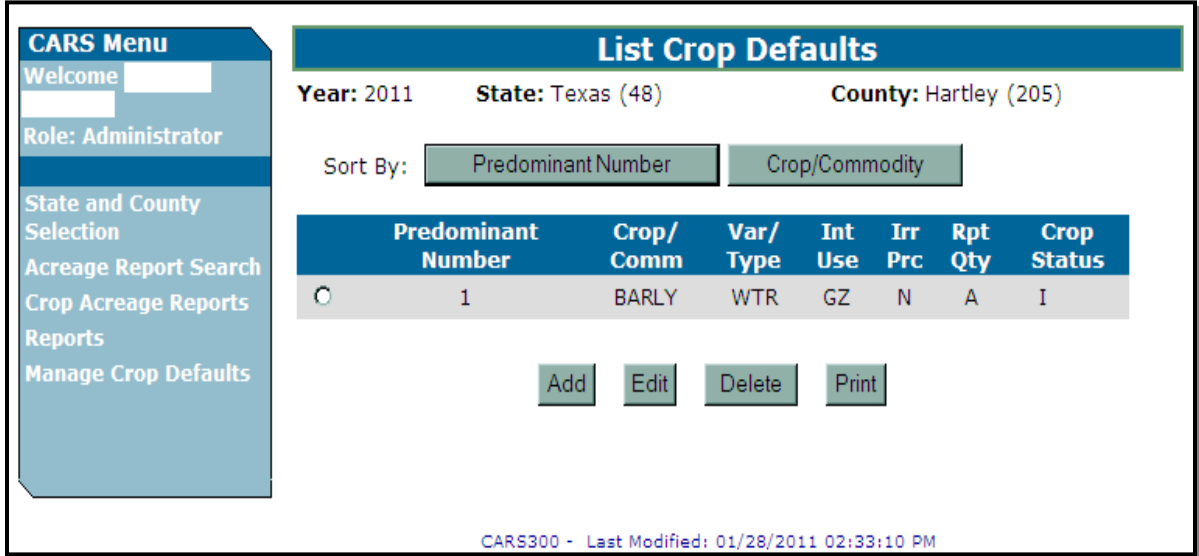 CARS Menu
Welcome
Role: Administrator
State and County
Selection
Acreage Report Search
Crop Acreage Reports
Reports
Manage Crop Defaults
List Crop Defaults
Year: 2011 State: Texas (48) County: Hartley (205)
Sort By: Predominant Number Crop/Commodity
Predominant Crop/ Var/ Int Irr Rpt Crop
Number Comm Type Use Prc Qty Status
1 BARLY WTR GZ N A I
Add Edit Delete Print
CARS300 - Last Modified: 01/28/2011 02:33:10 PM